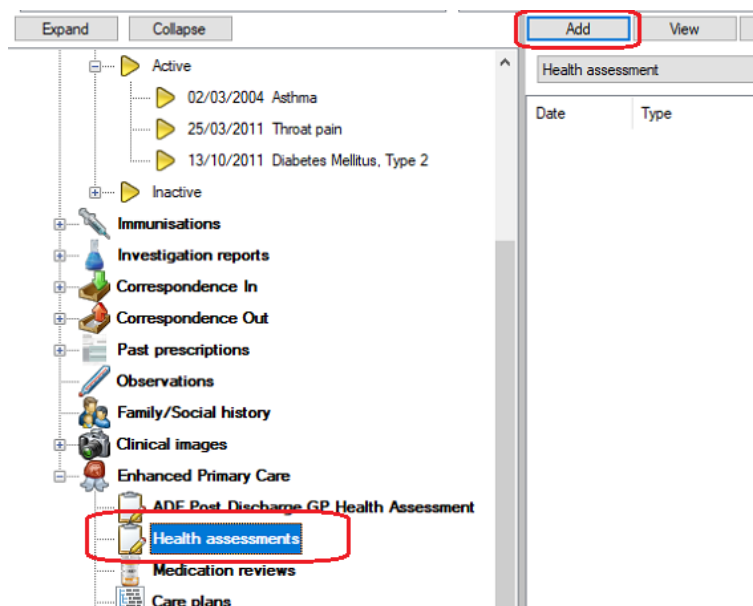 Expand Collapse
Active
02/03/2004 Asthma
25/03/2011 Throat pain
13/10/2011 Diabetes Mellitus, Type 2
Inactive
Immunisations
Investigation reports
Correspondence In
Correspondence Out
Past prescriptions
Observations
Family/Social history
Clinical images
Enhanced Primary Care
ADF Post Discharge GP Health Assessment
Health assessments
Medication reviews
Care plans
Add View
Health assessment
Date Type